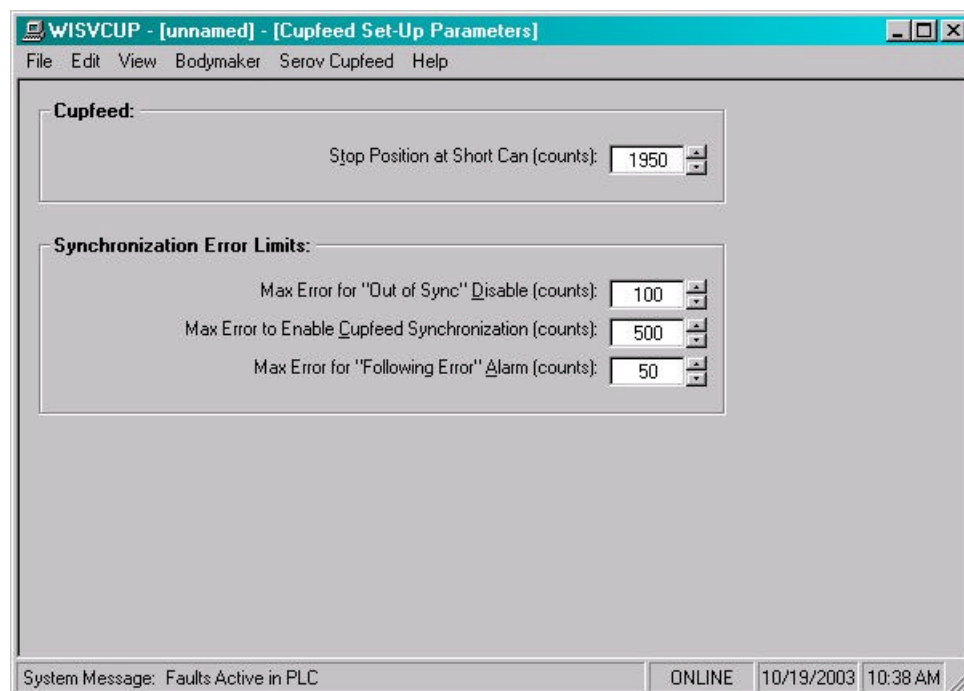 WISVCUP - [unnamed] - [Cupfeed Set-Up Parameters]
File Edit View Bodymaker Serov Cupfeed Help
Cupfeed:
Stop Position at Short Can (counts): 1950
Synchronization Error Limits:
Max Error for "Out of Sync" Disable (counts): 100
Max Error to Enable Cupfeed Synchronization (counts): 500
Max Error for "Following Error" Alarm (counts): 50
System Message: Faults Active in PLC ONLINE 10/19/2003 10:38 AM